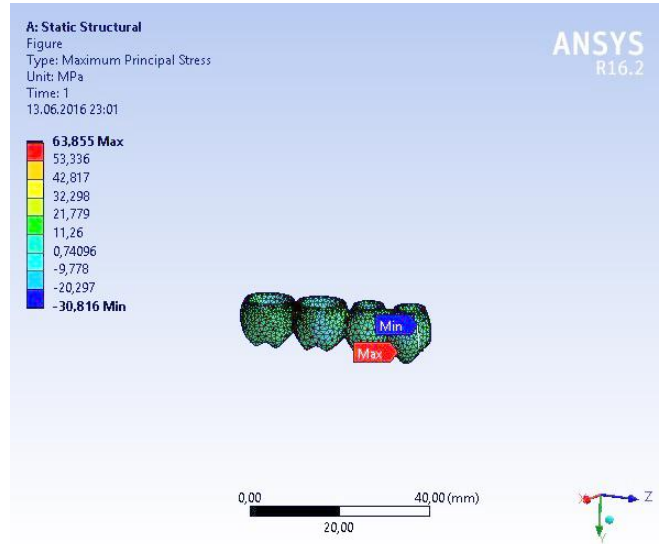 A: Static Structural
Figure
Type: Maximum Principal Stress
Unit: MPa
Time: 1
13.06.2016 23:01
ANSYS
R16.2
63,855 Max
53,336
42,817
32,298
21,779
11,26
0,74096
-9,778
-20,297
-30,816 Min
Min
Max
0,00
40,00 (mm)
20,00
X
Z
Y